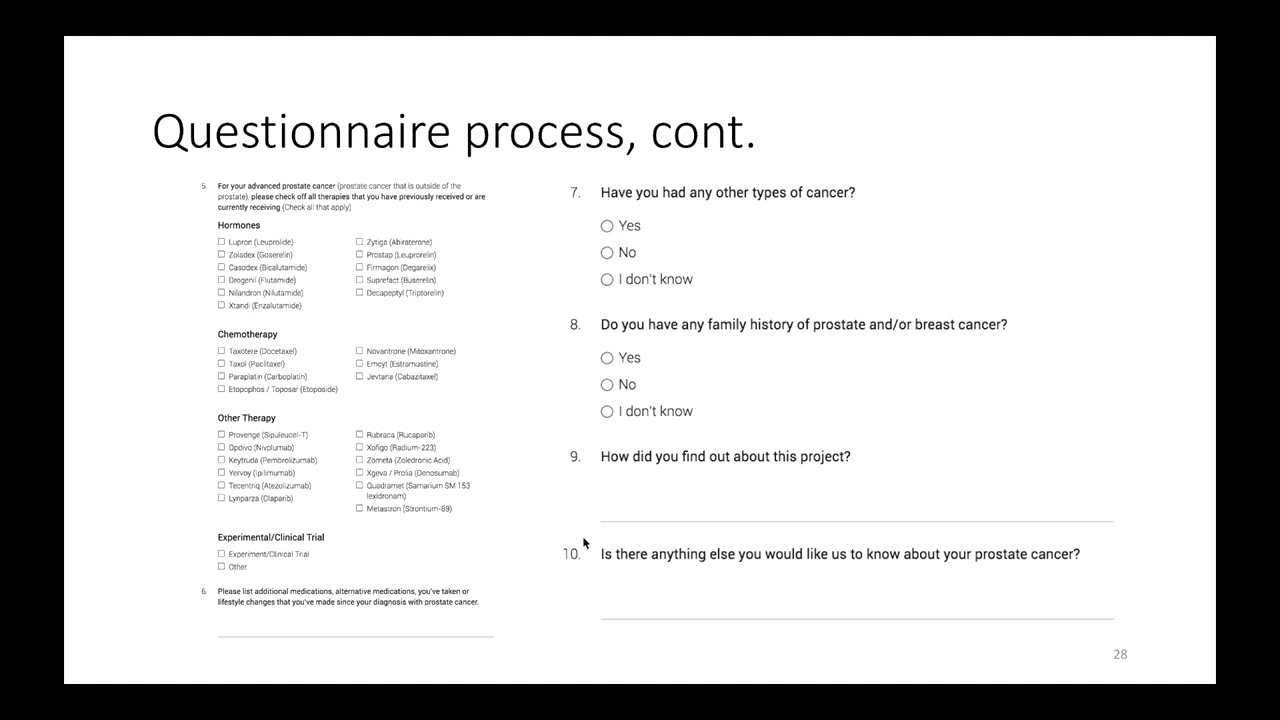 Questionnaire process, cont.
5. For your advanced prostate cancer (prostate cancer that is outside of the
prostate), please check off all therapies that you have previously received or are
currently receiving (Check all that apply)
Hormones
Lupron (Leuprolide)
Zoladex (Goserelin)
Casodex (Bicalutamide)
Drogenil (Flutamide)
Nilandron (Nilutamide)
Xtandi (Enzalutamide)
Zytiga (Abiraterone)
Prostap (Leuprorelin)
Firmagon (Degarelix)
Suprefact (Buserelin)
Decapeptyl (Triptorelin)
Chemotherapy
Taxotere (Docetaxel)
Taxol (Paclitaxel)
Paraplatin (Carboplatin)
Etopophos / Toposar (Etoposide)
Novantrone (Mitoxantrone)
Emcyt (Estramustine)
Jevtana (Cabazitaxel)
Other Therapy
Provenge (Sipuleucel-T)
Opdivo (Nivolumab)
Keytruda (Pembrolizumab)
Yervoy (Ipilimumab)
Tecentriq (Atezolizumab)
Lynparza (Olaparib)
Rubraca (Rucaparib)
Xofigo (Radium-223)
Zometa (Zoledronic Acid)
Xgeva / Prolia (Denosumab)
Quadramet (Samarium SM 153
lexidronam)
Metastron (Strontium-89)
Experimental/Clinical Trial
Experiment/Clinical Trial
Other
6. Please list additional medications, alternative medications, you've taken or
lifestyle changes that you've made since your diagnosis with prostate cancer.
7. Have you had any other types of cancer?
Yes
No
I don't know
8. Do you have any family history of prostate and/or breast cancer?
Yes
No
I don't know
9. How did you find out about this project?
10. Is there anything else you would like us to know about your prostate cancer?
28